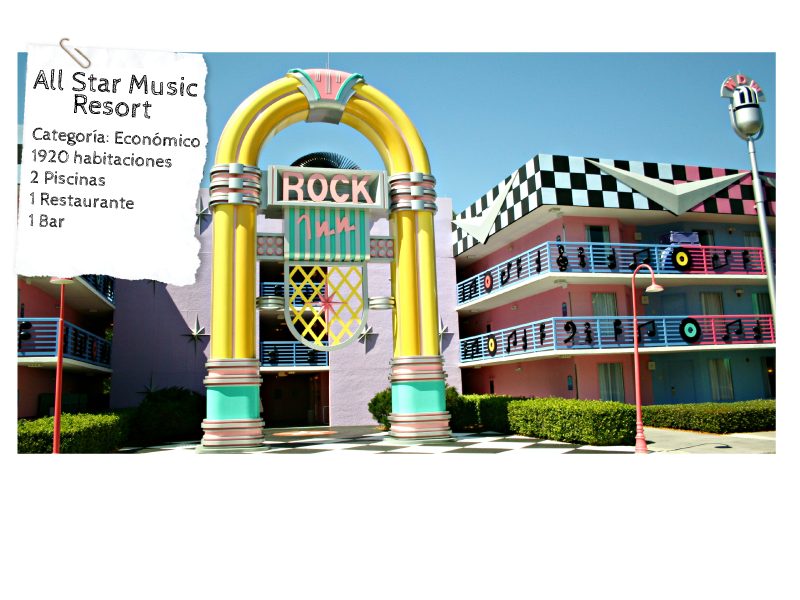 All Star Music
Resort
Categoría: Económico
1920 habitaciones
2 Piscinas
1 Restaurante
1 Bar
ROCK
Inn